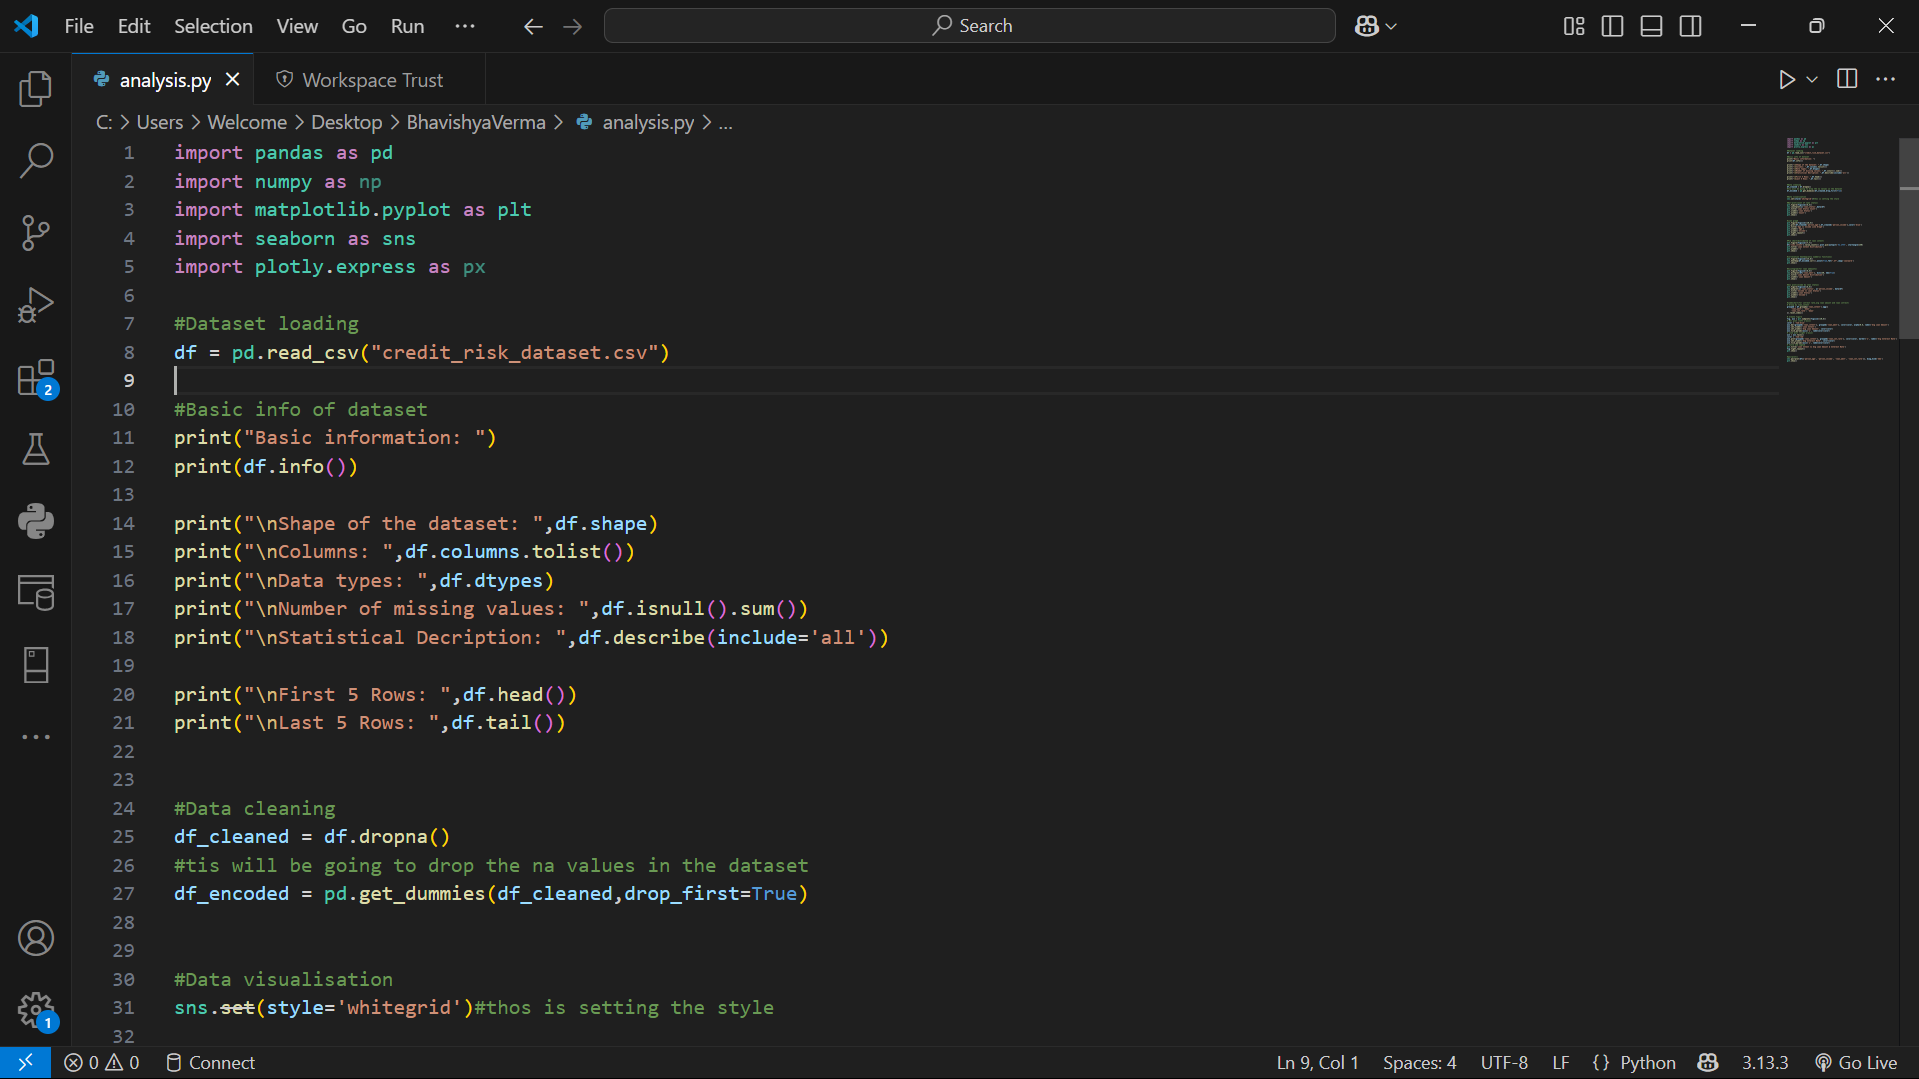 File Edit Selection View Go Run ··· Search
analysis.py Workspace Trust
C: > Users > Welcome > Desktop > BhavishyaVerma > analysis.py > ...
1 import pandas as pd
2 import numpy as np
3 import matplotlib.pyplot as plt
4 import seaborn as sns
5 import plotly.express as px
6
7 #Dataset loading
8 df = pd.read_csv("credit_risk_dataset.csv")
9
10 #Basic info of dataset
11 print("Basic information: ")
12 print(df.info())
13
14 print("\nShape of the dataset: ",df.shape)
15 print("\nColumns: ",df.columns.tolist())
16 print("\nData types: ",df.dtypes)
17 print("\nNumber of missing values: ",df.isnull().sum())
18 print("\nStatistical Decription: ",df.describe(include='all'))
19
20 print("\nFirst 5 Rows: ",df.head())
21 print("\nLast 5 Rows: ",df.tail())
22
23
24 #Data cleaning
25 df_cleaned = df.dropna()
26 #tis will be going to drop the na values in the dataset
27 df_encoded = pd.get_dummies(df_cleaned,drop_first=True)
28
29
30 #Data visualisation
31 sns.set(style='whitegrid')#thos is setting the style
32
2
1
0 0 Connect Ln 9, Col 1 Spaces: 4 UTF-8 LF {} Python 3.13.3 Go Live